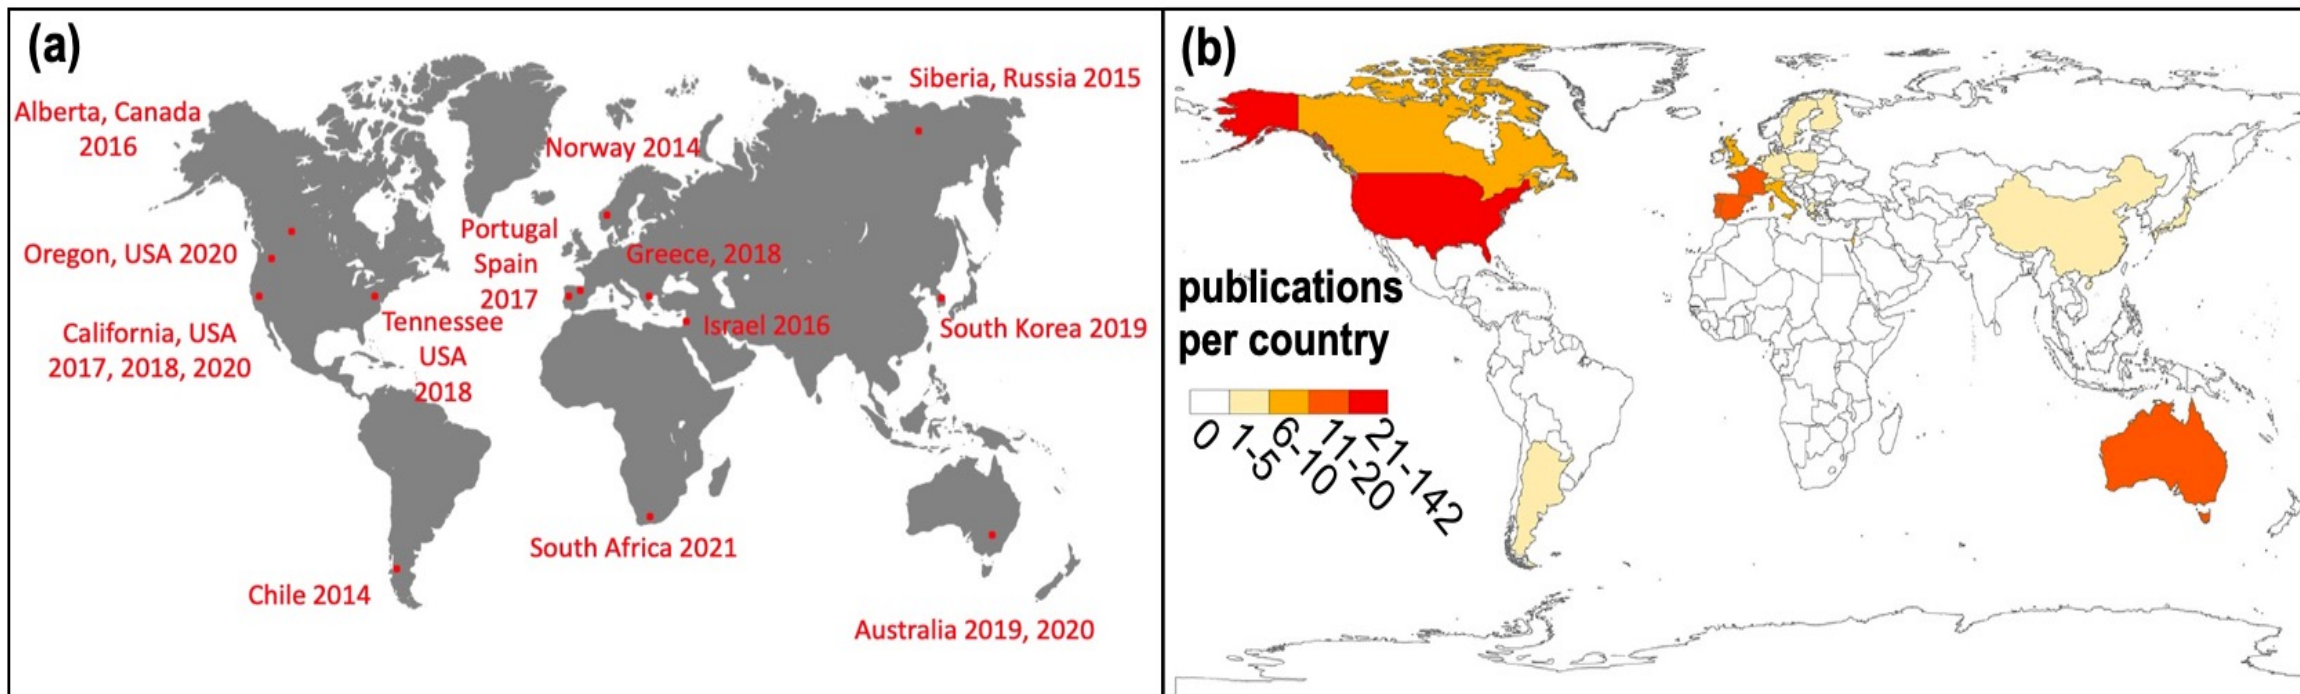 (a)
Siberia, Russia 2015
Alberta, Canada
2016
Norway 2014
Portugal
Spain
2017
Greece, 2018
Oregon, USA 2020
California, USA
2017, 2018, 2020
Tennessee
USA
2018
Israel 2016
South Korea 2019
South Africa 2021
Chile 2014
Australia 2019, 2020
(b)
publications
per country
0
1-5
6-10
11-20
21-142